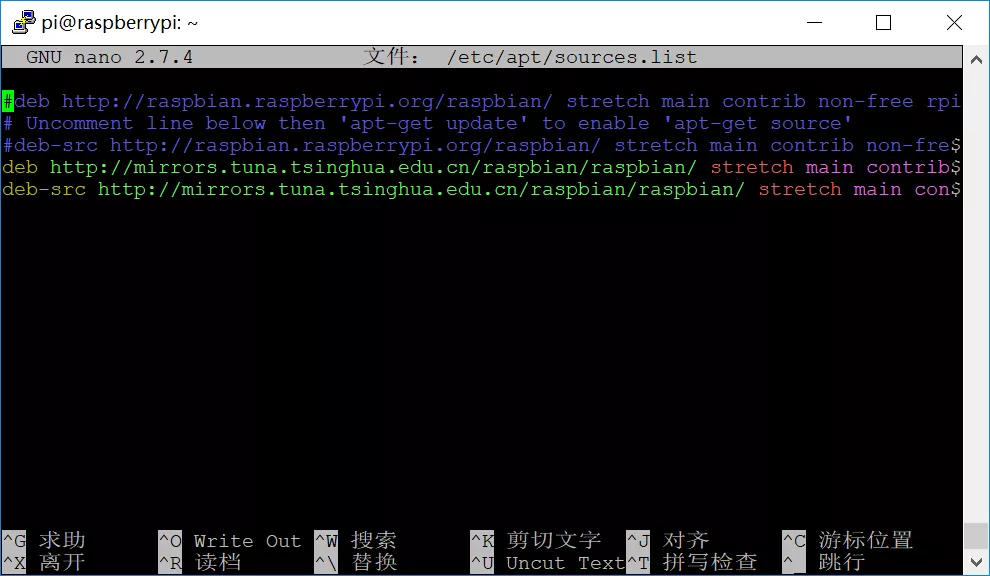 pi@raspberrypi: ~
GNU nano 2.7.4 文件： /etc/apt/sources.list
#deb http://raspbian.raspberrypi.org/raspbian/ stretch main contrib non-free rpi
# Uncomment line below then 'apt-get update' to enable 'apt-get source'
#deb-src http://raspbian.raspberrypi.org/raspbian/ stretch main contrib non-fre$
deb http://mirrors.tuna.tsinghua.edu.cn/raspbian/raspbian/ stretch main contrib$
deb-src http://mirrors.tuna.tsinghua.edu.cn/raspbian/raspbian/ stretch main con$
^G 求助 ^O Write Out ^W 搜索 ^K 剪切文字 ^J 对齐 ^C 游标位置
^X 离开 ^R 读档 ^\ 替换 ^U Uncut Text ^T 拼写检查 ^_ 跳行